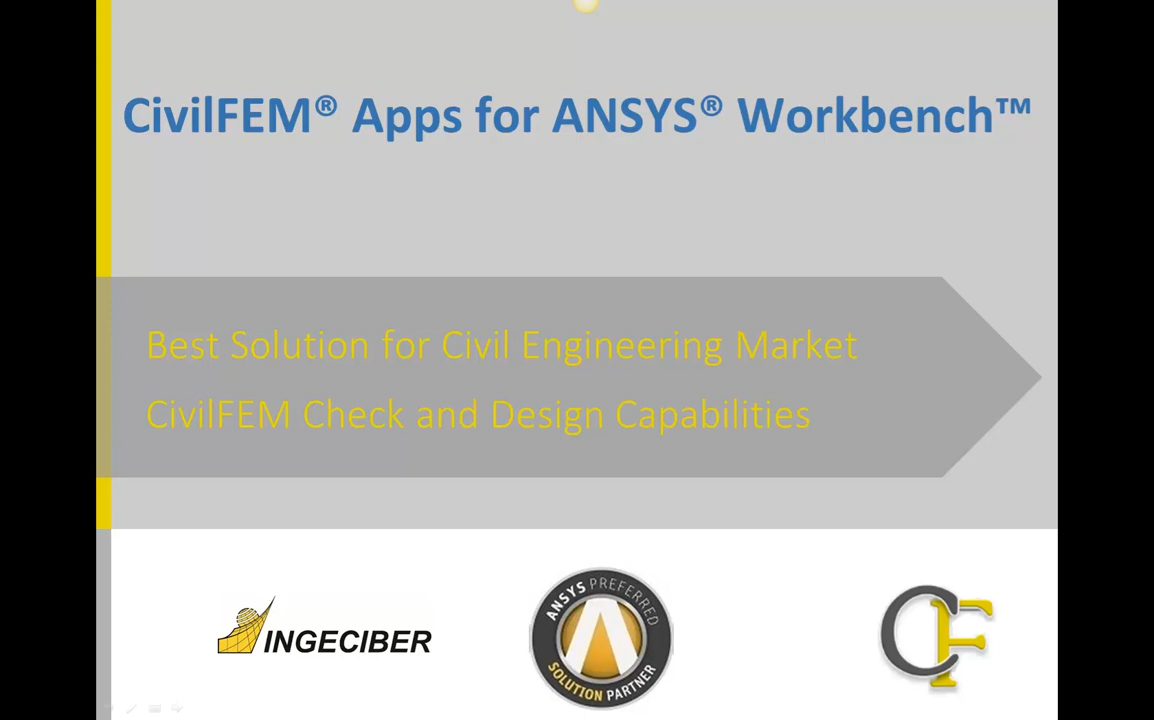 CivilFEM® Apps for ANSYS® Workbench™
Best Solution for Civil Engineering Market
CivilFEM Check and Design Capabilities
INGECIBER
ANSYS PREFERRED
SOLUTION PARTNER
CF